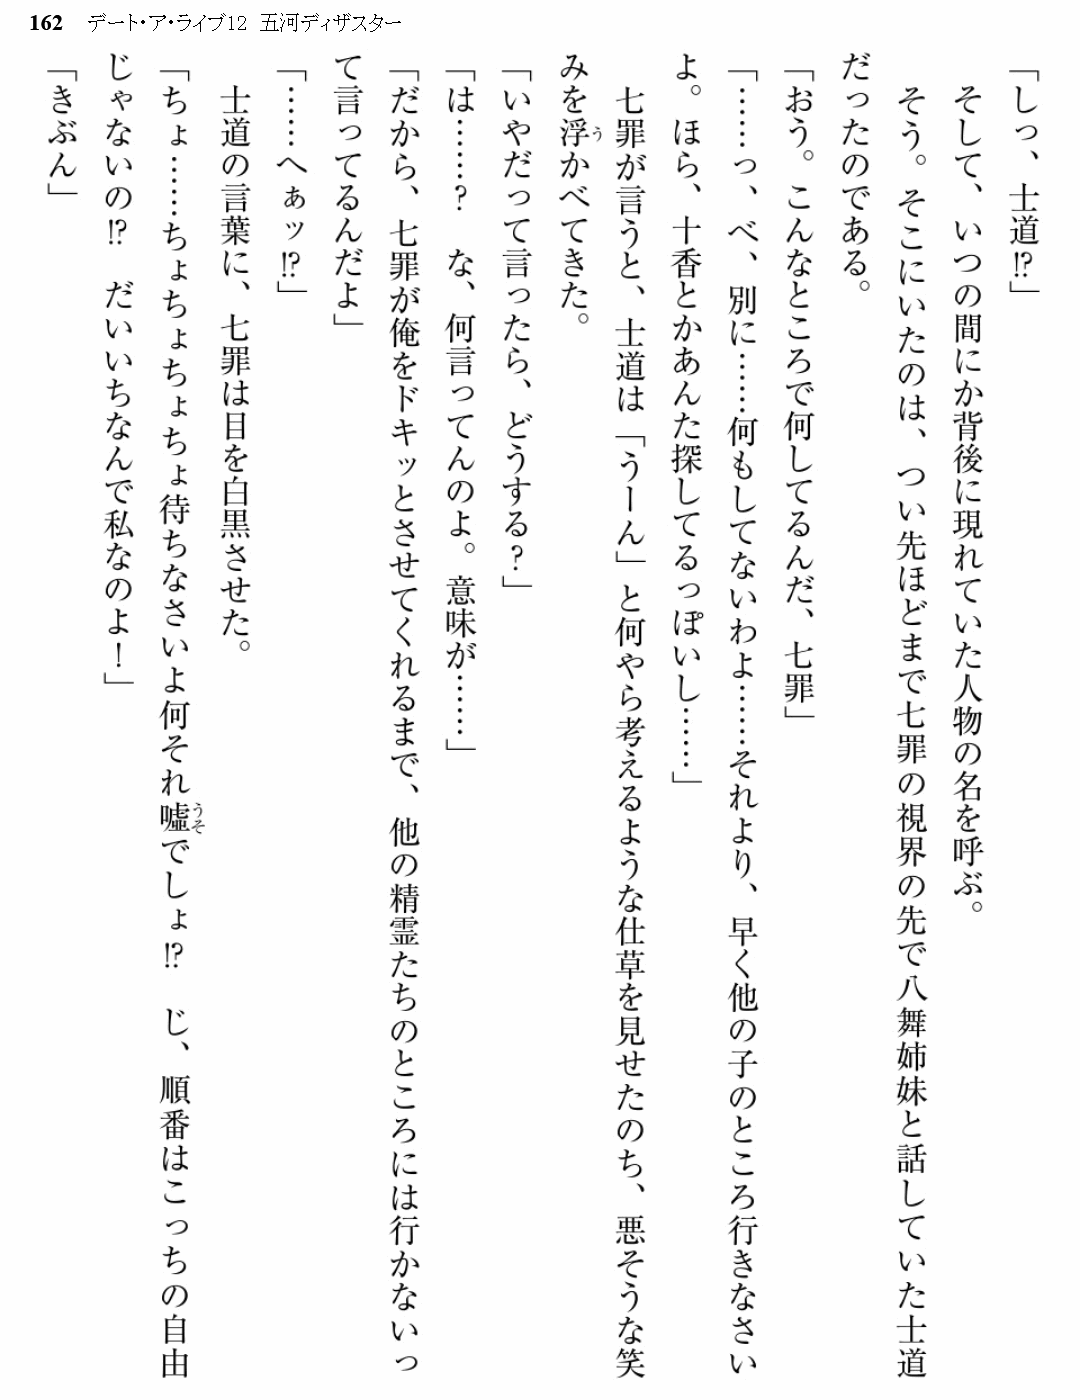 162　デート・ア・ライブ12　五河ディザスター
「しっ、士道!?」
　そして、いつの間にか背後に現れていた人物の名を呼ぶ。
　そう。そこにいたのは、つい先ほどまで七罪の視界の先で八舞姉妹と話していた士道
だったのである。
「おう。こんなところで何してるんだ、七罪」
「……っ、べ、別に……何もしてないわよ……それより、早く他の子のところ行きなさい
よ。ほら、十香とかあんた探してるっぽいし……」
　七罪が言うと、士道は「うーん」と何やら考えるような仕草を見せたのち、悪そうな笑
みを浮うかべてきた。
「いやだって言ったら、どうする？」
「は……？　な、何言ってんのよ。意味が……」
「だから、七罪が俺をドキッとさせてくれるまで、他の精霊たちのところには行かないっ
て言ってるんだよ」
「……へぁッ!?」
　士道の言葉に、七罪は目を白黒させた。
「ちょ……ちょちょちょちょ待ちなさいよ何それ嘘うそでしょ!?　じ、順番はこっちの自由
じゃないの!?　だいいちなんで私なのよ！」
「きぶん」